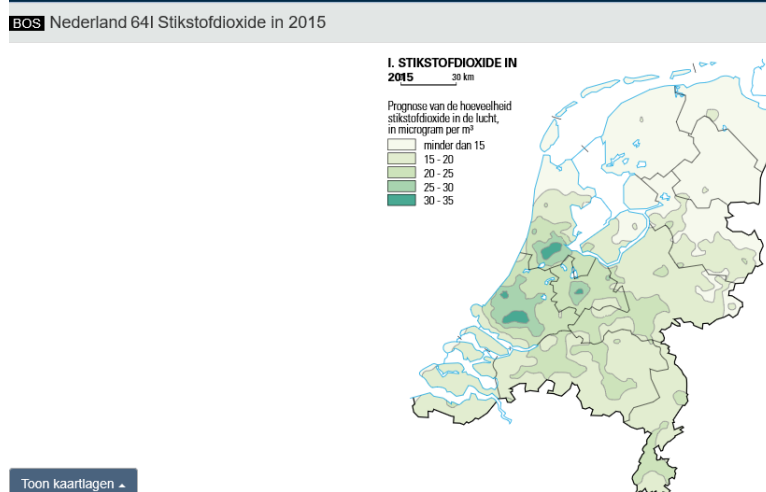 BOS Nederland 64I Stikstofdioxide in 2015
I. STIKSTOFDIOXIDE IN
2015
30 km
Prognose van de hoeveelheid
stikstofdioxide in de lucht,
in microgram per m³
minder dan 15
15 - 20
20 - 25
25 - 30
30 - 35
Toon kaartlagen